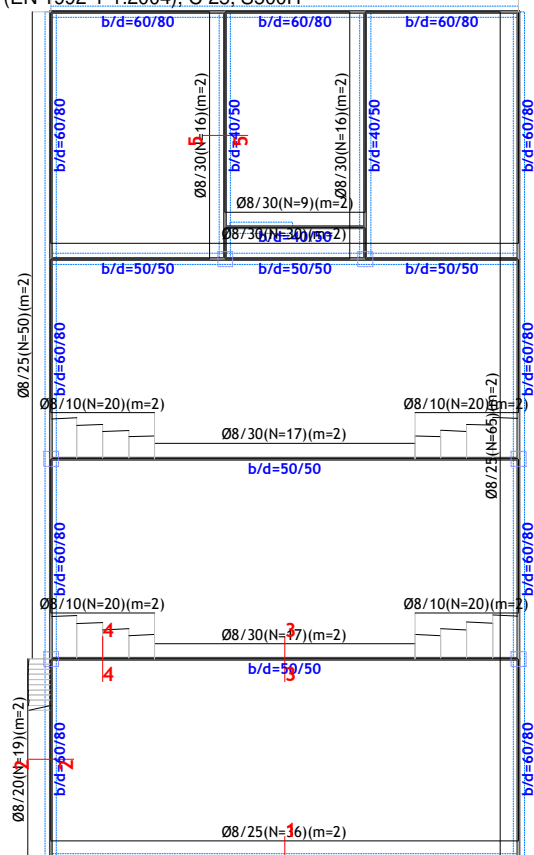 (EN 1992-1-1:2004), C 25, S500H
b/d=60/80
b/d=60/80
b/d=60/80
b/d=60/80
b/d=40/50
b/d=40/50
b/d=60/80
Ø8/30(N=16)(m=2)
Ø8/30(N=16)(m=2)
5
5
Ø8/30(N=9)(m=2)
Ø8/30(N=30)(m=2)
b/d=40/50
b/d=50/50
b/d=50/50
b/d=50/50
Ø8/25(N=50)(m=2)
b/d=60/80
b/d=60/80
Ø8/25(N=65)(m=2)
Ø8/10(N=20)(m=2)
Ø8/10(N=20)(m=2)
Ø8/30(N=17)(m=2)
b/d=50/50
b/d=60/80
b/d=60/80
Ø8/10(N=20)(m=2)
Ø8/10(N=20)(m=2)
4
3
Ø8/30(N=17)(m=2)
b/d=50/50
4
3
Ø8/20(N=19)(m=2)
b/d=60/80
b/d=60/80
2
2
Ø8/25(N=36)(m=2)
1